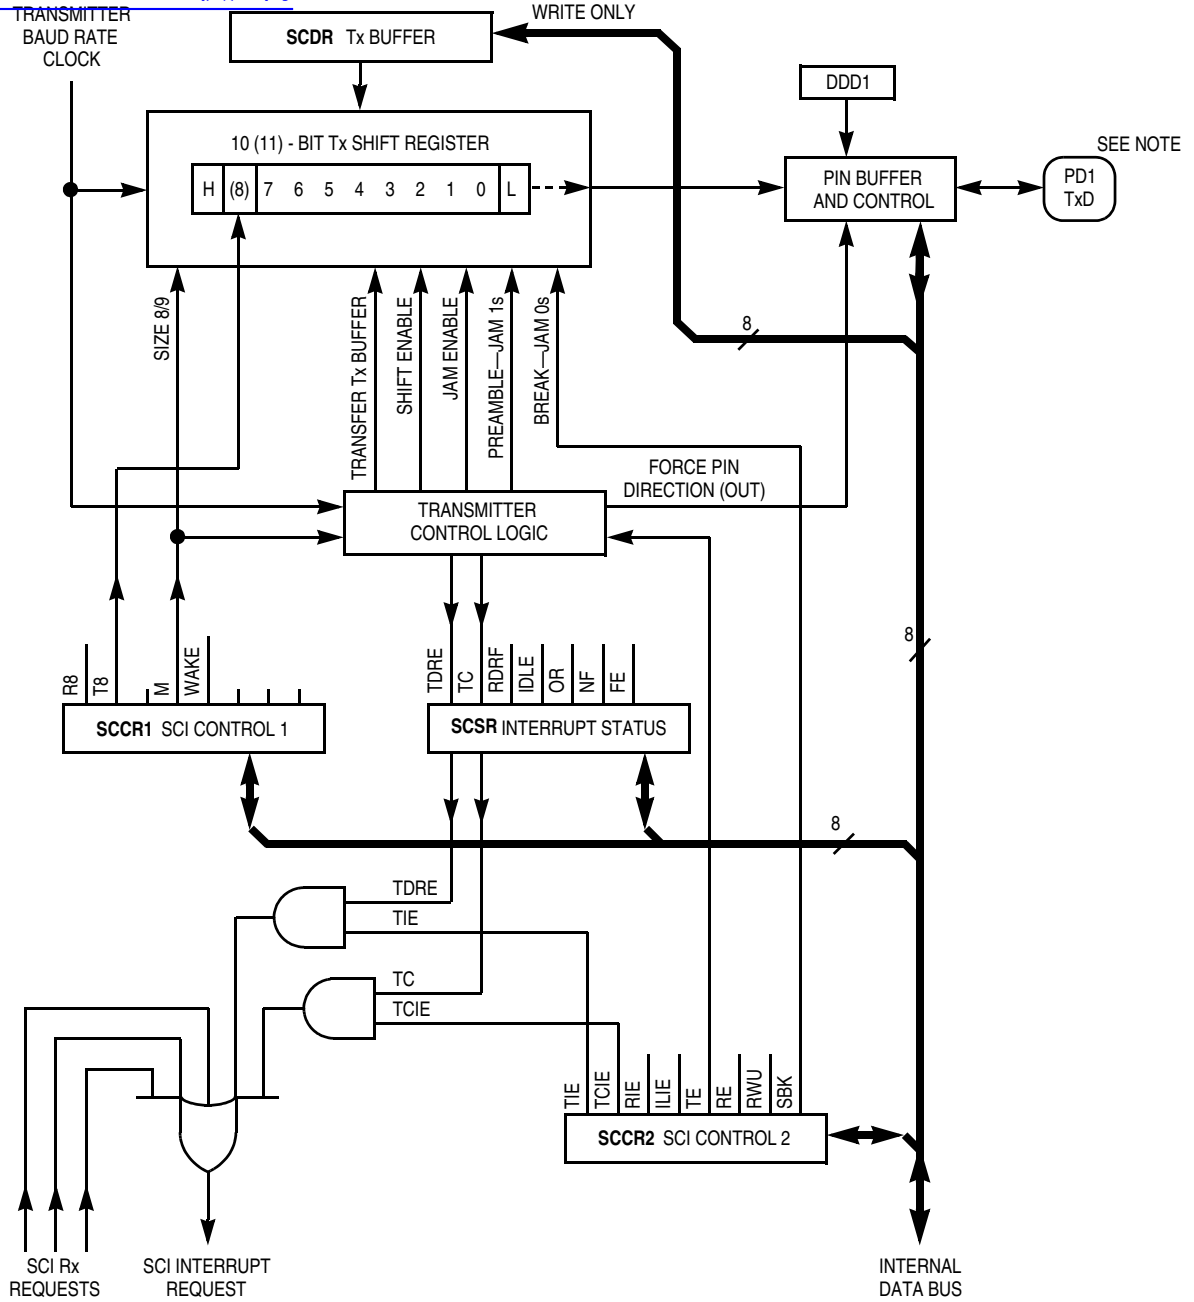 TRANSMITTER
BAUD RATE
CLOCK
SCDR Tx BUFFER
WRITE ONLY
DDD1
10 (11) - BIT Tx SHIFT REGISTER
H (8) 7 6 5 4 3 2 1 0 L
PIN BUFFER
AND CONTROL
SEE NOTE
PD1
TxD
SIZE 8/9
TRANSFER Tx BUFFER
SHIFT ENABLE
JAM ENABLE
PREAMBLE—JAM 1s
BREAK—JAM 0s
8
FORCE PIN
DIRECTION (OUT)
TRANSMITTER
CONTROL LOGIC
8
R8
T8
M
WAKE
TDRE
TC
RDRF
IDLE
OR
NF
FE
SCCR1 SCI CONTROL 1
SCSR INTERRUPT STATUS
8
TDRE
TIE
TC
TCIE
TIE
TCIE
RIE
ILIE
TE
RE
RWU
SBK
SCCR2 SCI CONTROL 2
SCI Rx
REQUESTS
SCI INTERRUPT
REQUEST
INTERNAL
DATA BUS